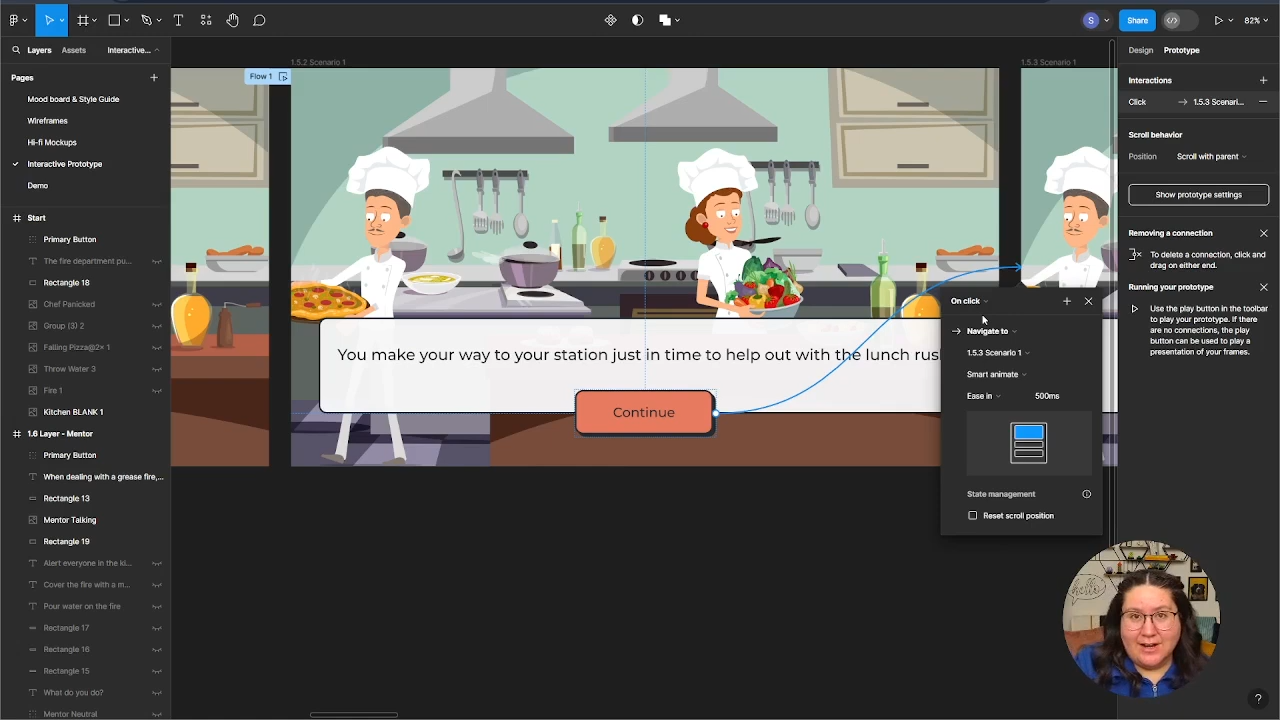 S
Share
82%
Layers
Assets
Interactive...
Pages
Mood board & Style Guide
Wireframes
Hi-fi Mockups
Interactive Prototype
Demo
Start
Primary Button
The fire department pu...
Rectangle 18
Chef Panicked
Group (3) 2
Falling Pizza@2x 1
Throw Water 3
Fire 1
Kitchen BLANK 1
1.6 Layer - Mentor
Primary Button
When dealing with a grease fire,...
Rectangle 13
Mentor Talking
Rectangle 19
Alert everyone in the ki...
Cover the fire with a m...
Pour water on the fire
Rectangle 17
Rectangle 16
Rectangle 15
What do you do?
Mentor Neutral
1.5.2 Scenario 1
Flow 1
1.5.3 Scenario 1
You make your way to your station just in time to help out with the lunch rus
Continue
On click
Navigate to
1.5.3 Scenario 1
Smart animate
Ease in
500ms
State management
Reset scroll position
Design
Prototype
Interactions
Click
1.5.3 Scenari...
Scroll behavior
Position
Scroll with parent
Show prototype settings
Removing a connection
To delete a connection, click and
drag on either end.
Running your prototype
Use the play button in the toolbar
to play your prototype. If there
are no connections, the play
button can be used to play a
presentation of your frames.
hello
?